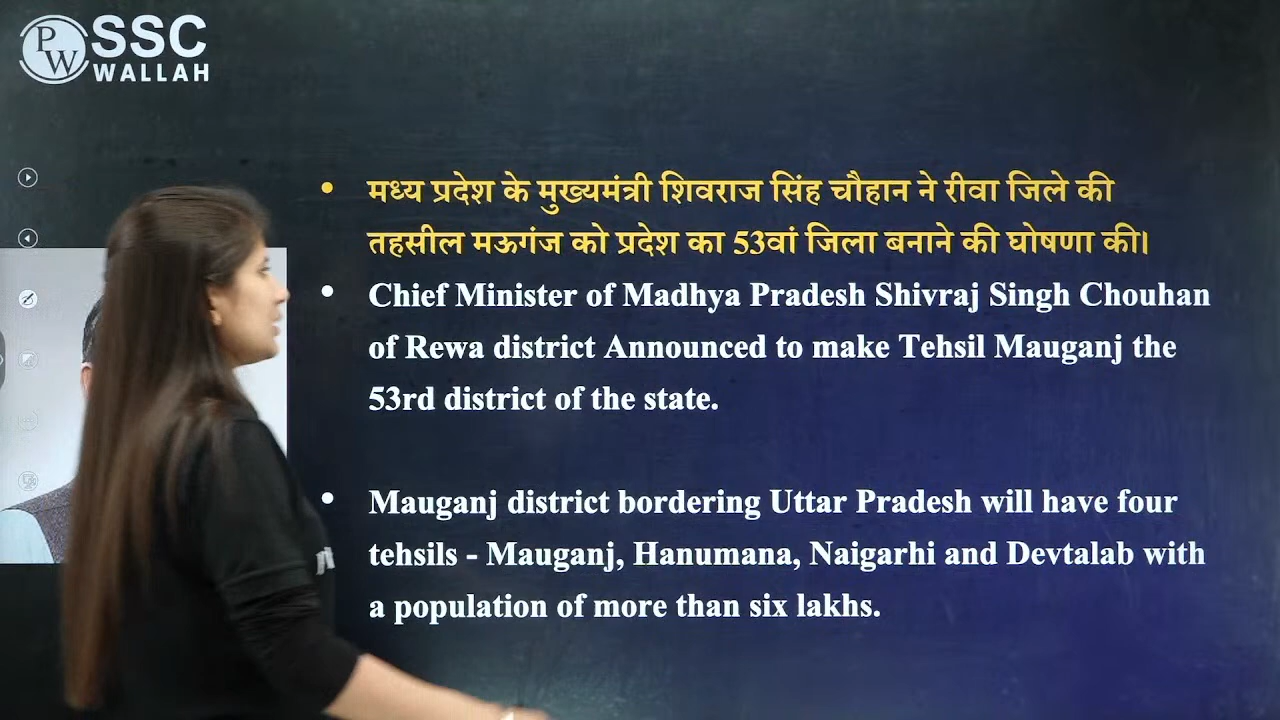 PW
SSC
WALLAH
मध्य प्रदेश के मुख्यमंत्री शिवराज सिंह चौहान ने रीवा जिले की
तहसील मऊगंज को प्रदेश का 53वां जिला बनाने की घोषणा की।
Chief Minister of Madhya Pradesh Shivraj Singh Chouhan
of Rewa district Announced to make Tehsil Mauganj the
53rd district of the state.
Mauganj district bordering Uttar Pradesh will have four
tehsils - Mauganj, Hanumana, Naigarhi and Devtalab with
a population of more than six lakhs.